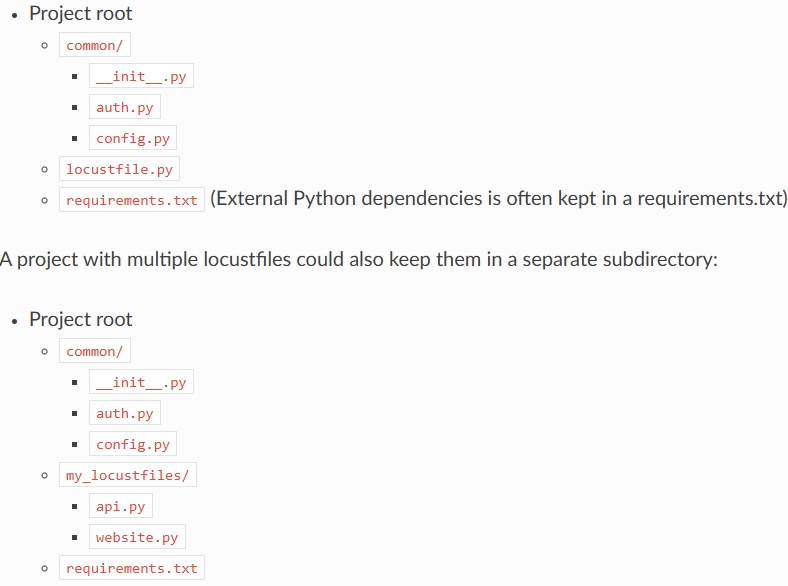 Project root
common/
__init__.py
auth.py
config.py
locustfile.py
requirements.txt (External Python dependencies is often kept in a requirements.txt)
A project with multiple locustfiles could also keep them in a separate subdirectory:
Project root
common/
__init__.py
auth.py
config.py
my_locustfiles/
api.py
website.py
requirements.txt